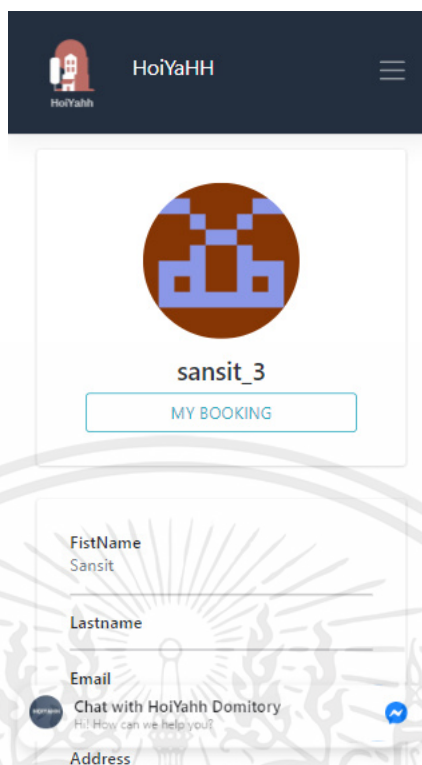 HoiYaHH
HoiYahh
sansit_3
MY BOOKING
FistName
Sansit
Lastname
Email
Chat with HoiYahh Domitory
Hi! How can we help you?
Address